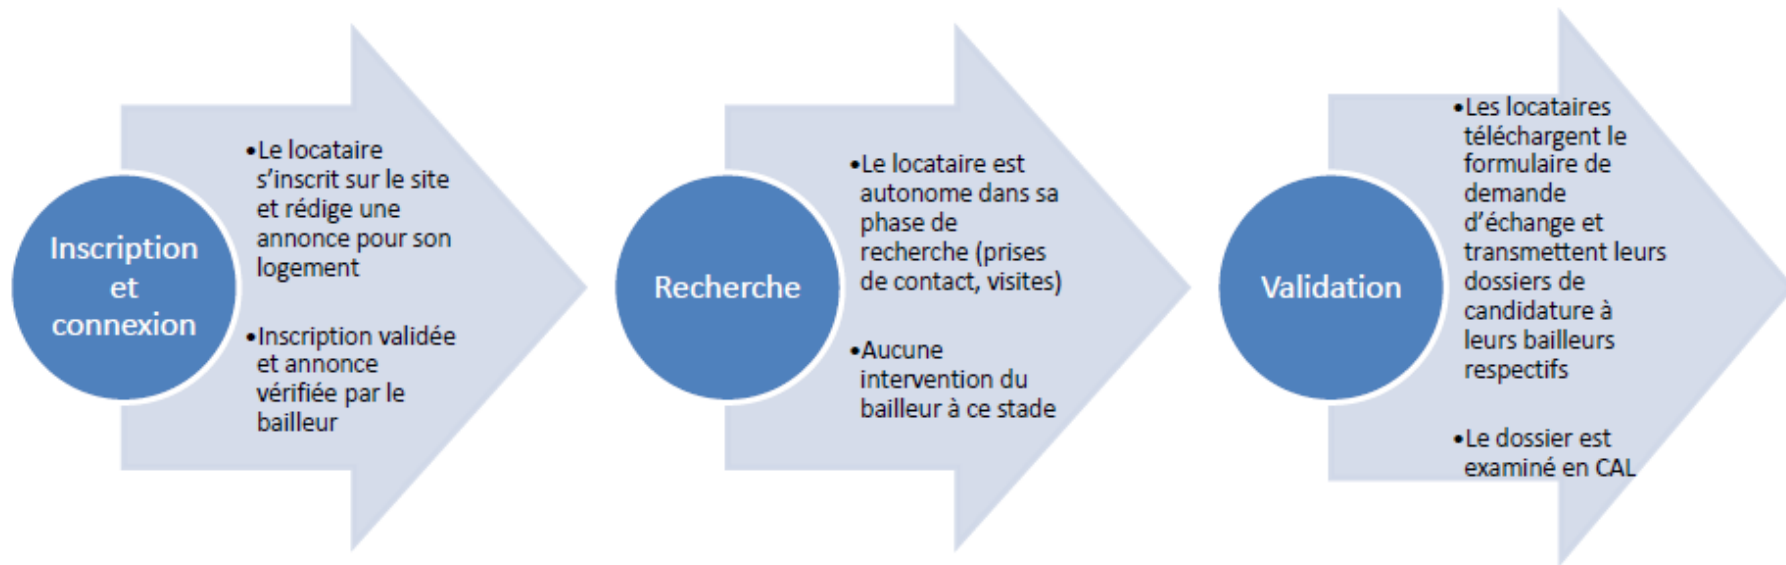 Inscription
et
connexion
•Le locataire
s’inscrit sur le site
et rédige une
annonce pour son
logement
•Inscription validée
et annonce
vérifiée par le
bailleur
Recherche
•Le locataire est
autonome dans sa
phase de
recherche (prises
de contact, visites)
•Aucune
intervention du
bailleur à ce stade
Validation
•Les locataires
téléchargent le
formulaire de
demande
d’échange et
transmettent leurs
dossiers de
candidature à
leurs bailleurs
respectifs
•Le dossier est
examiné en CAL